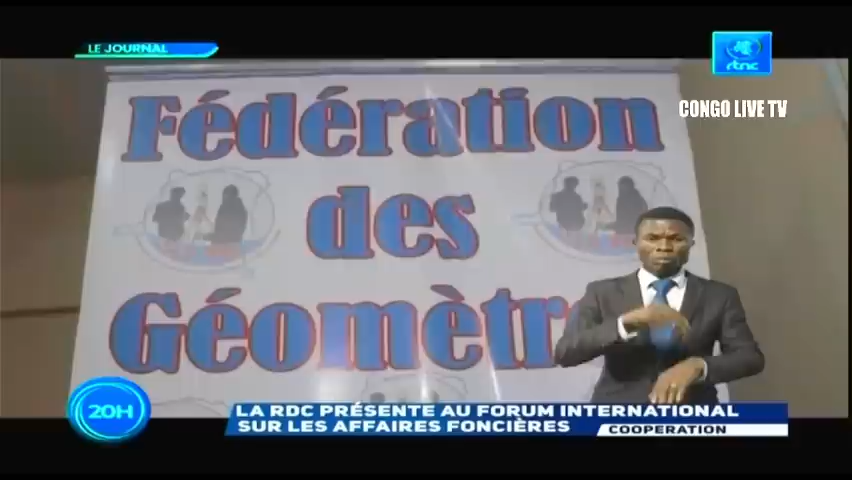 LE JOURNAL
rtnc
CONGO LIVE TV
Fédération
des
Géomètr
20H
LA RDC PRÉSENTE AU FORUM INTERNATIONAL
SUR LES AFFAIRES FONCIÈRES
COOPERATION